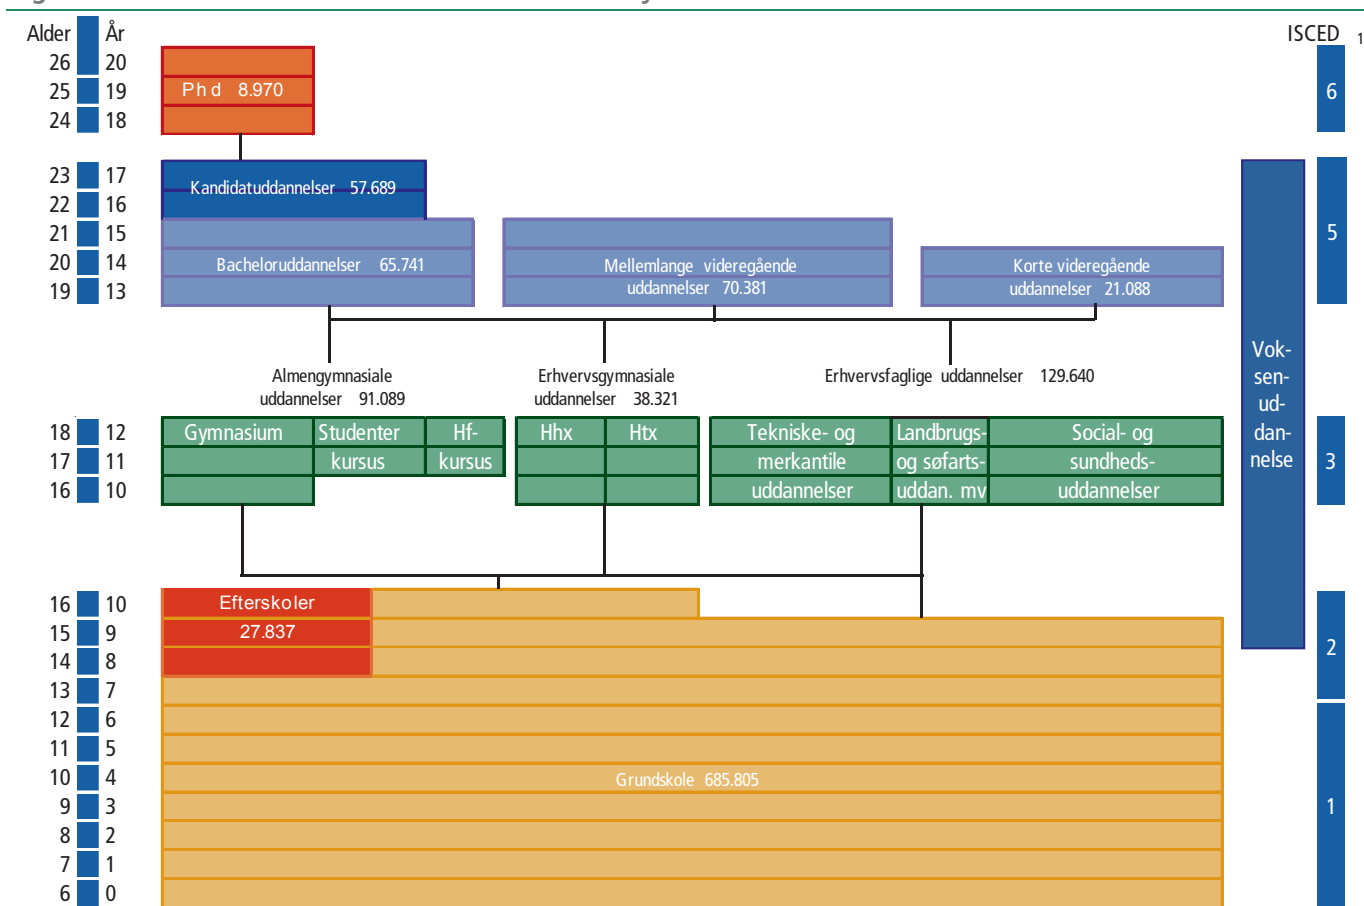 Alder År ISCED 1
26 20
25 19 Phd 8.970 6
24 18
23 17
Kandidatuddannelser 57.689
22 16
21 15 5
20 14 Bacheloruddannelser 65.741 Mellemlange videregående Korte videregående
19 13 uddannelser 70.381 uddannelser 21.088
Almengymnasiale Erhvervsgymnasiale Erhvervsfaglige uddannelser 129.640
uddannelser 91.089 uddannelser 38.321
Vok-
sen-
ud-
dan-
nelse
18 12 Gymnasium Studenter Hf- Hhx Htx Tekniske- og Landbrugs- Social- og
17 11 kursus kursus merkantile og søfarts- sundheds- 3
16 10 uddannelser uddan. mv uddannelser
16 10 Efterskoler
15 9 27.837
14 8 2
13 7
12 6
11 5
10 4 Grundskole 685.805
9 3 1
8 2
7 1
6 0